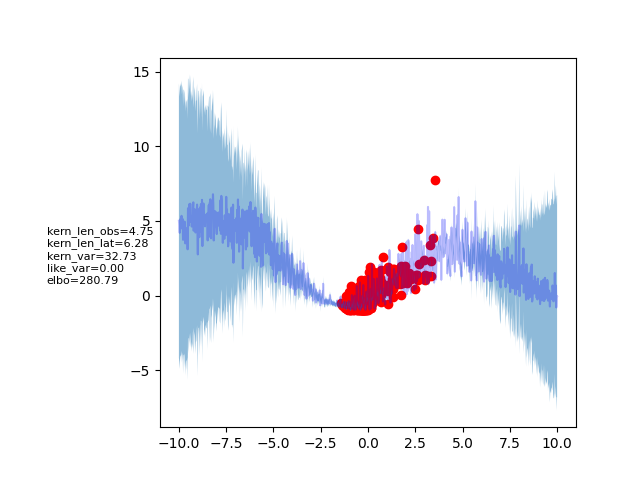 15
10
5
0
−5
kern_len_obs=4.75
kern_len_lat=6.28
kern_var=32.73
like_var=0.00
elbo=280.79
−10.0 −7.5 −5.0 −2.5 0.0 2.5 5.0 7.5 10.0